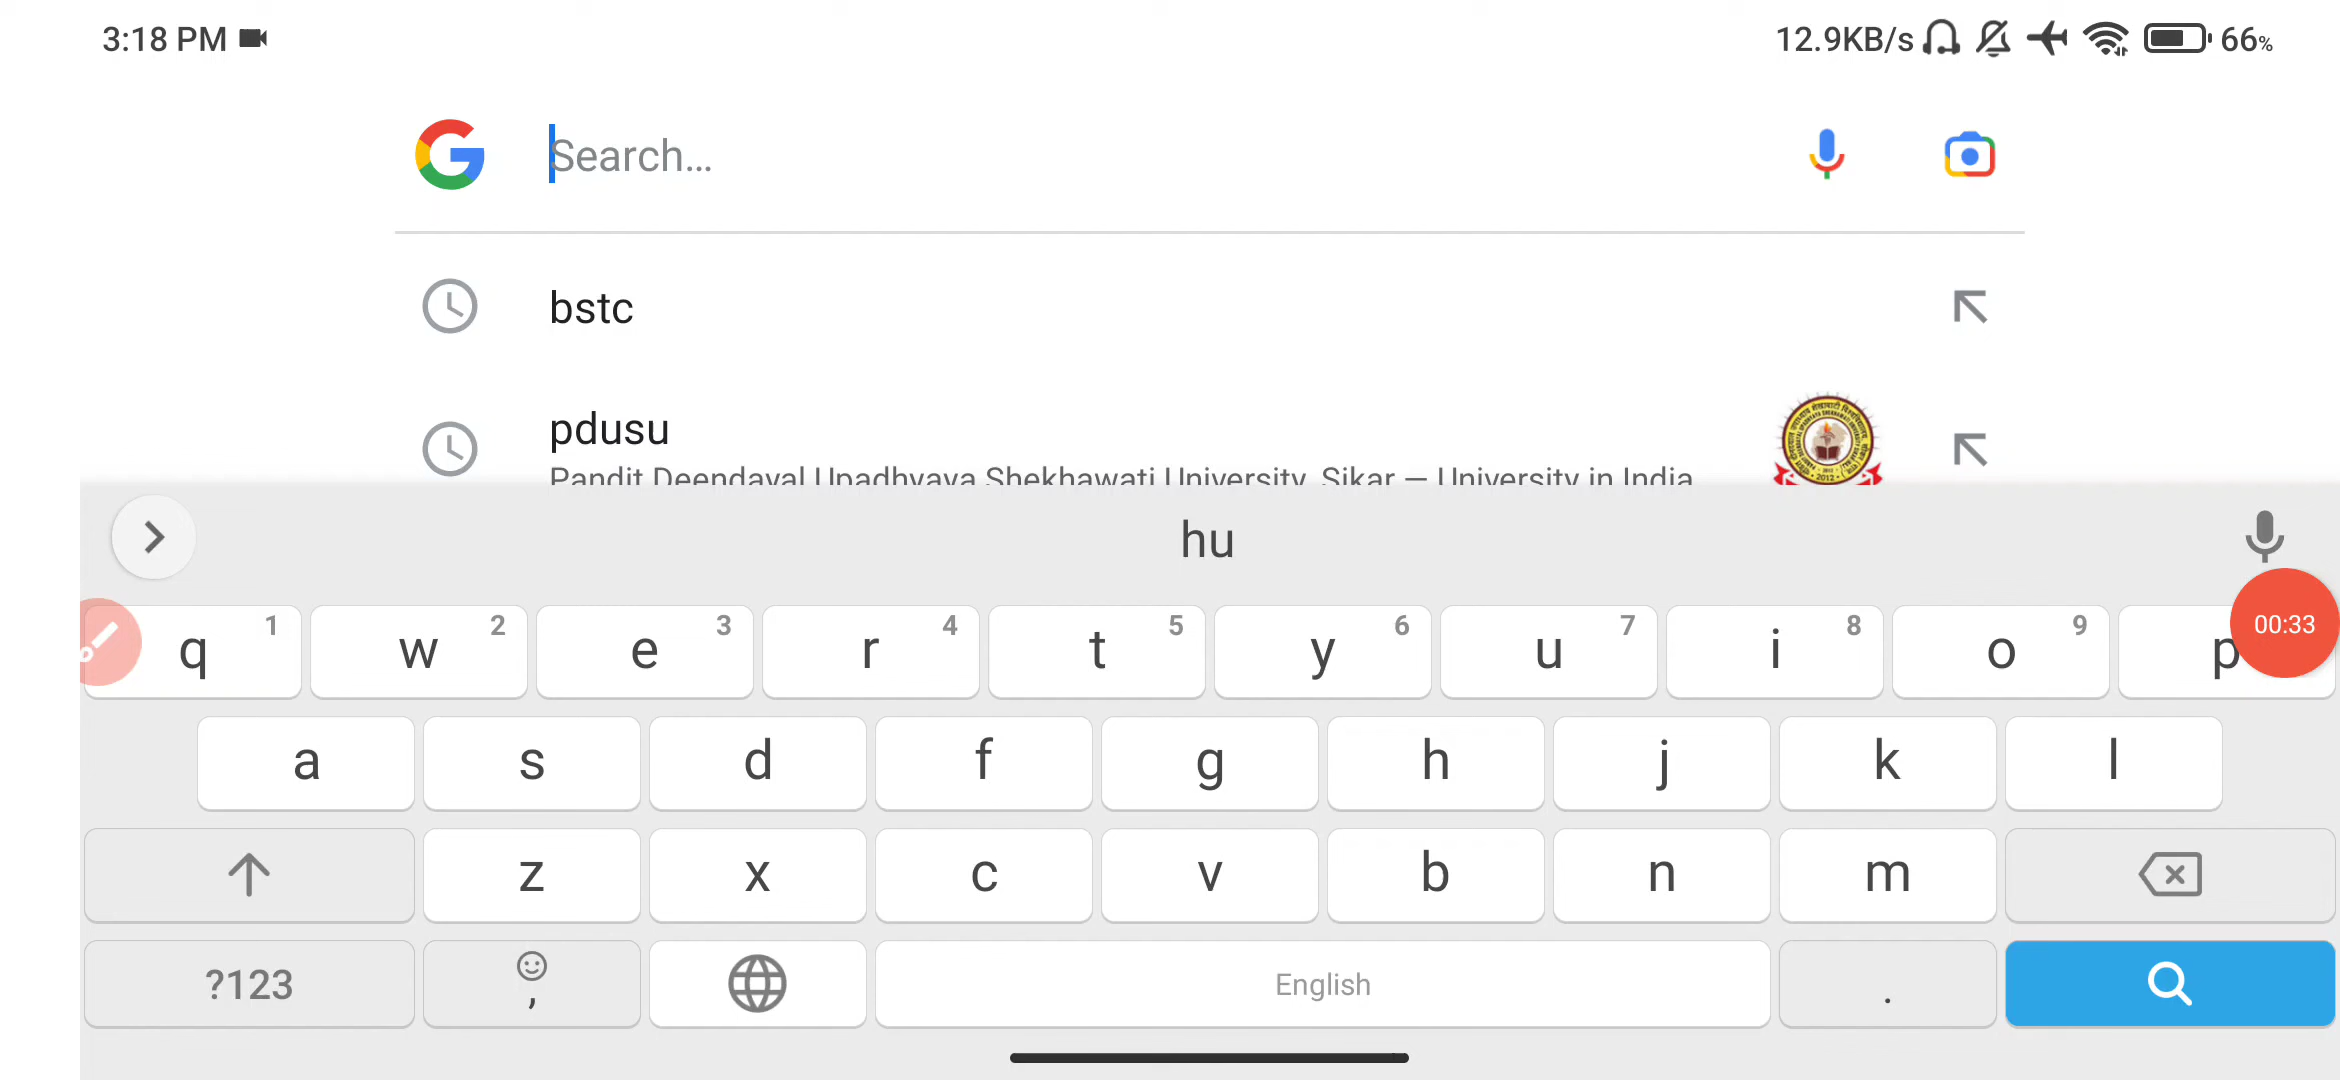 3:18 PM 12.9KB/s 66%
Search...
bstc
pdusu
Pandit Deendayal Upadhyaya Shekhawati University, Sikar — University in India
2012
hu
00:33
q 1 w 2 e 3 r 4 t 5 y 6 u 7 i 8 o 9 p
a s d f g h j k l
z x c v b n m
?123 , English .